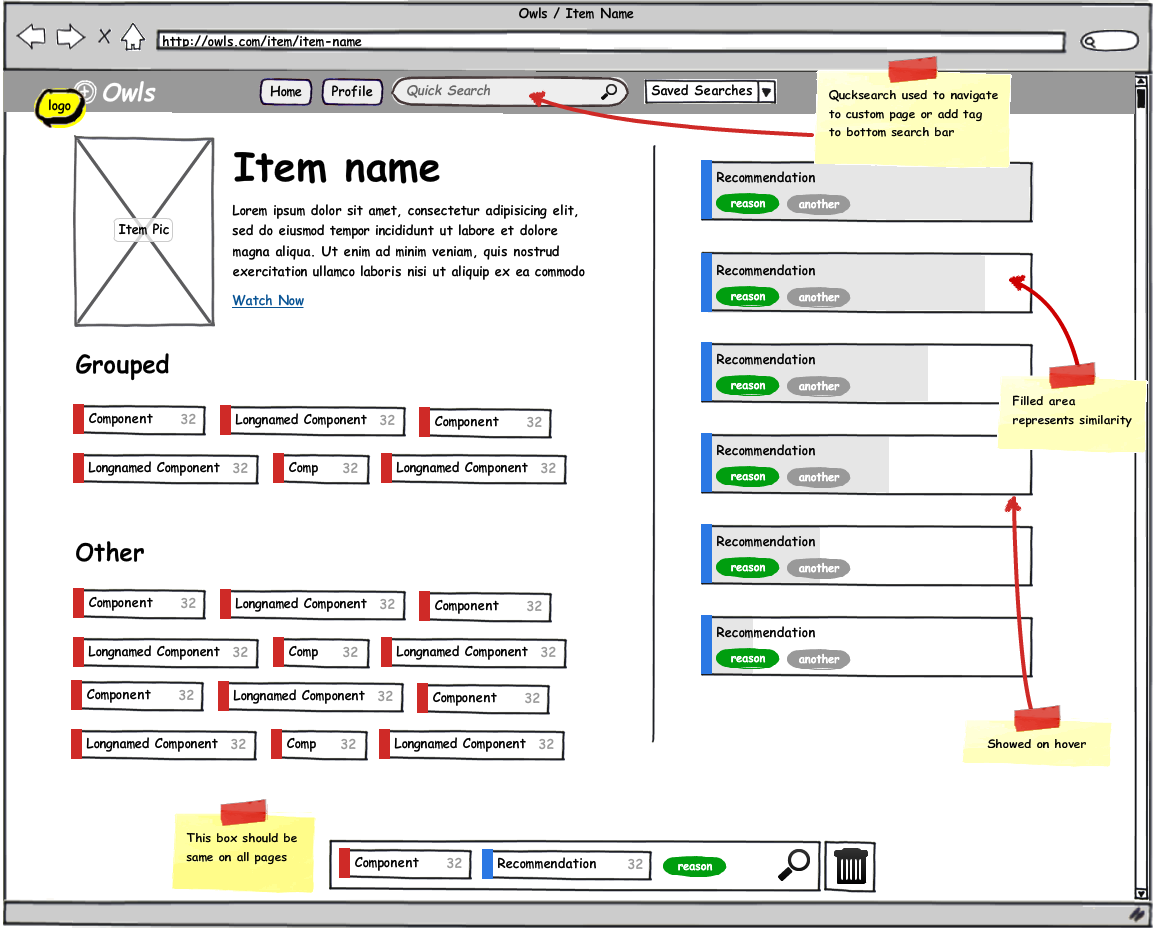 Owls / Item Name
http://owls.com/item/item-name
logo
Owls
Home
Profile
Quick Search
Saved Searches
Qucksearch used to navigate
to custom page or add tag
to bottom search bar
Item Pic
Item name
Lorem ipsum dolor sit amet, consectetur adipisicing elit,
sed do eiusmod tempor incididunt ut labore et dolore
magna aliqua. Ut enim ad minim veniam, quis nostrud
exercitation ullamco laboris nisi ut aliquip ex ea commodo
Watch Now
Grouped
Component 32 Longnamed Component 32 Component 32
Longnamed Component 32 Comp 32 Longnamed Component 32
Other
Component 32 Longnamed Component 32 Component 32
Longnamed Component 32 Comp 32 Longnamed Component 32
Component 32 Longnamed Component 32 Component 32
Longnamed Component 32 Comp 32 Longnamed Component 32
Recommendation
reason another
Recommendation
reason another
Recommendation
reason another
Recommendation
reason another
Recommendation
reason another
Recommendation
reason another
Filled area
represents similarity
Showed on hover
This box should be
same on all pages
Component 32 Recommendation 32 reason